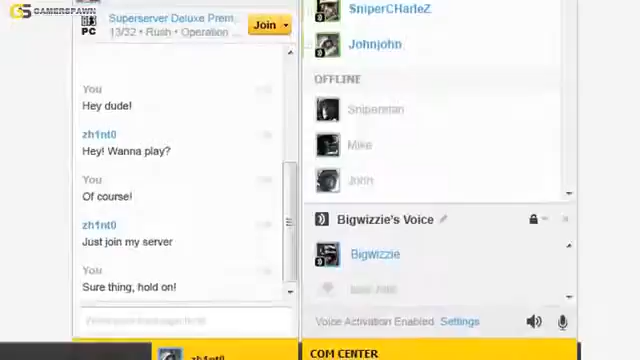 GAMERSPAWN
PC
Superserver Deluxe Prem..
13/32 • Rush • Operation ...
Join
You
Hey dude!
zh1nt0
Hey! Wanna play?
You
Of course!
zh1nt0
Just join my server
You
Sure thing, hold on!
zh1nt0
SniperCHarleZ
Johnjohn
OFFLINE
Sniperman
Mike
John
Bigwizzie's Voice
Bigwizzie
Voice Activation Enabled Settings
COM CENTER